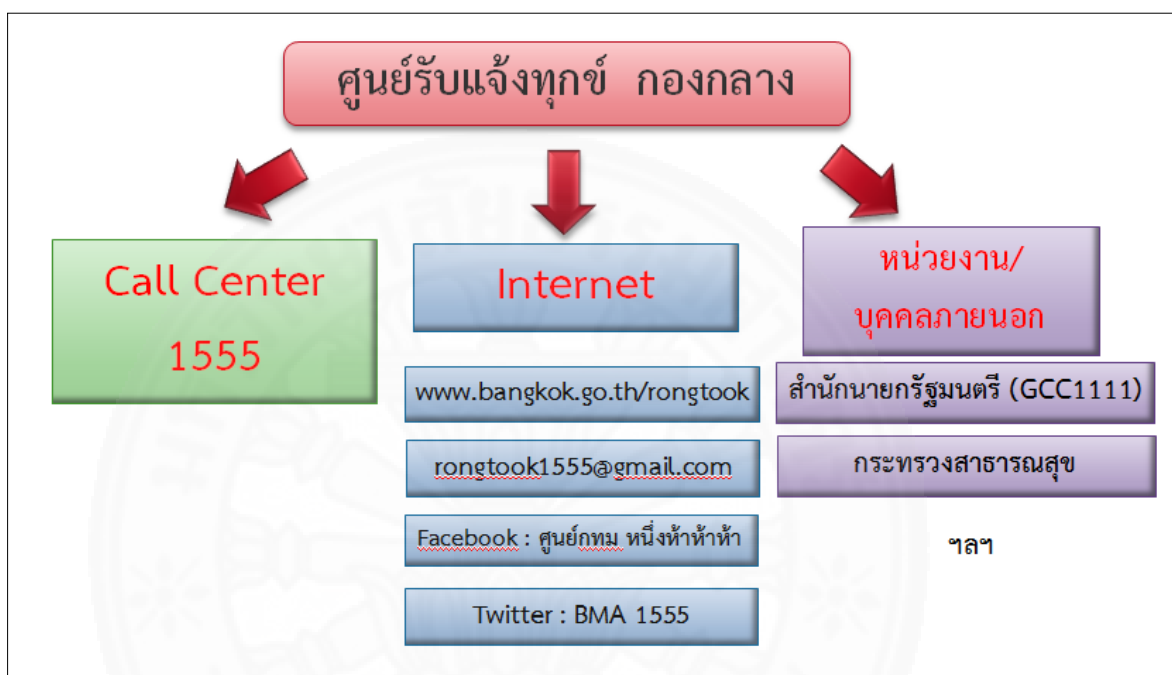 ศูนย์รับแจ้งทุกข์ กองกลาง
Call Center
1555
Internet
www.bangkok.go.th/rongtook
rongtook1555@gmail.com
Facebook : ศูนย์กทม หนึ่งห้าห้าห้า
Twitter : BMA 1555
หน่วยงาน/
บุคคลภายนอก
สำนักนายกรัฐมนตรี (GCC1111)
กระทรวงสาธารณสุข
ฯลฯ